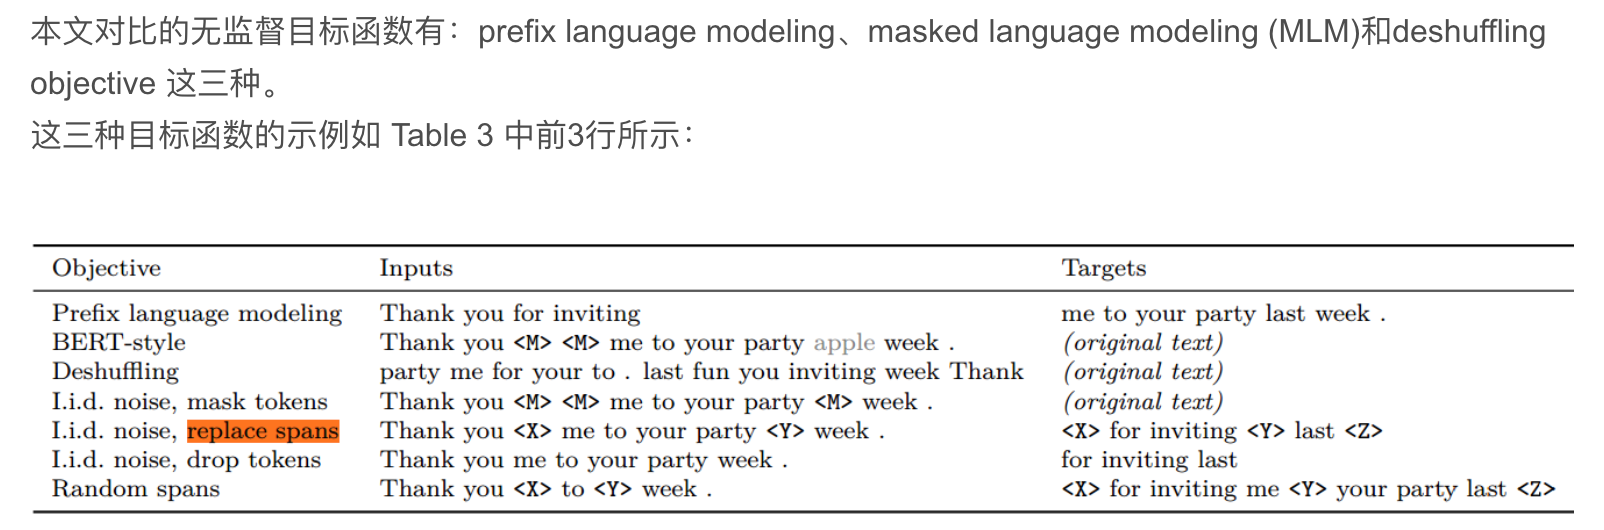 本文对比的无监督目标函数有：prefix language modeling、masked language modeling (MLM)和deshuffling
objective 这三种。
这三种目标函数的示例如 Table 3 中前3行所示：
Objective Inputs Targets
Prefix language modeling Thank you for inviting me to your party last week .
BERT-style Thank you <M> <M> me to your party apple week . (original text)
Deshuffling party me for your to . last fun you inviting week Thank (original text)
I.i.d. noise, mask tokens Thank you <M> <M> me to your party <M> week . (original text)
I.i.d. noise, replace spans Thank you <X> me to your party <Y> week . <X> for inviting <Y> last <Z>
I.i.d. noise, drop tokens Thank you me to your party week . for inviting last
Random spans Thank you <X> to <Y> week . <X> for inviting me <Y> your party last <Z>